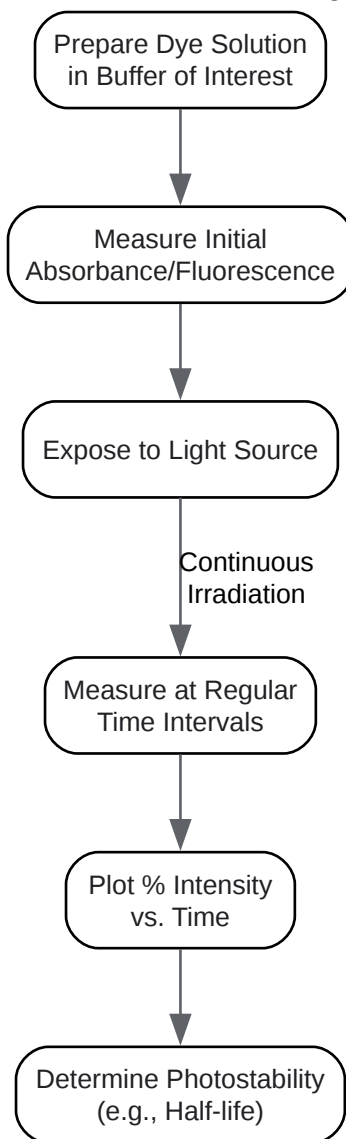 Prepare Dye Solution
in Buffer of Interest
Measure Initial
Absorbance/Fluorescence
Expose to Light Source
Continuous
Irradiation
Measure at Regular
Time Intervals
Plot % Intensity
vs. Time
Determine Photostability
(e.g., Half-life)